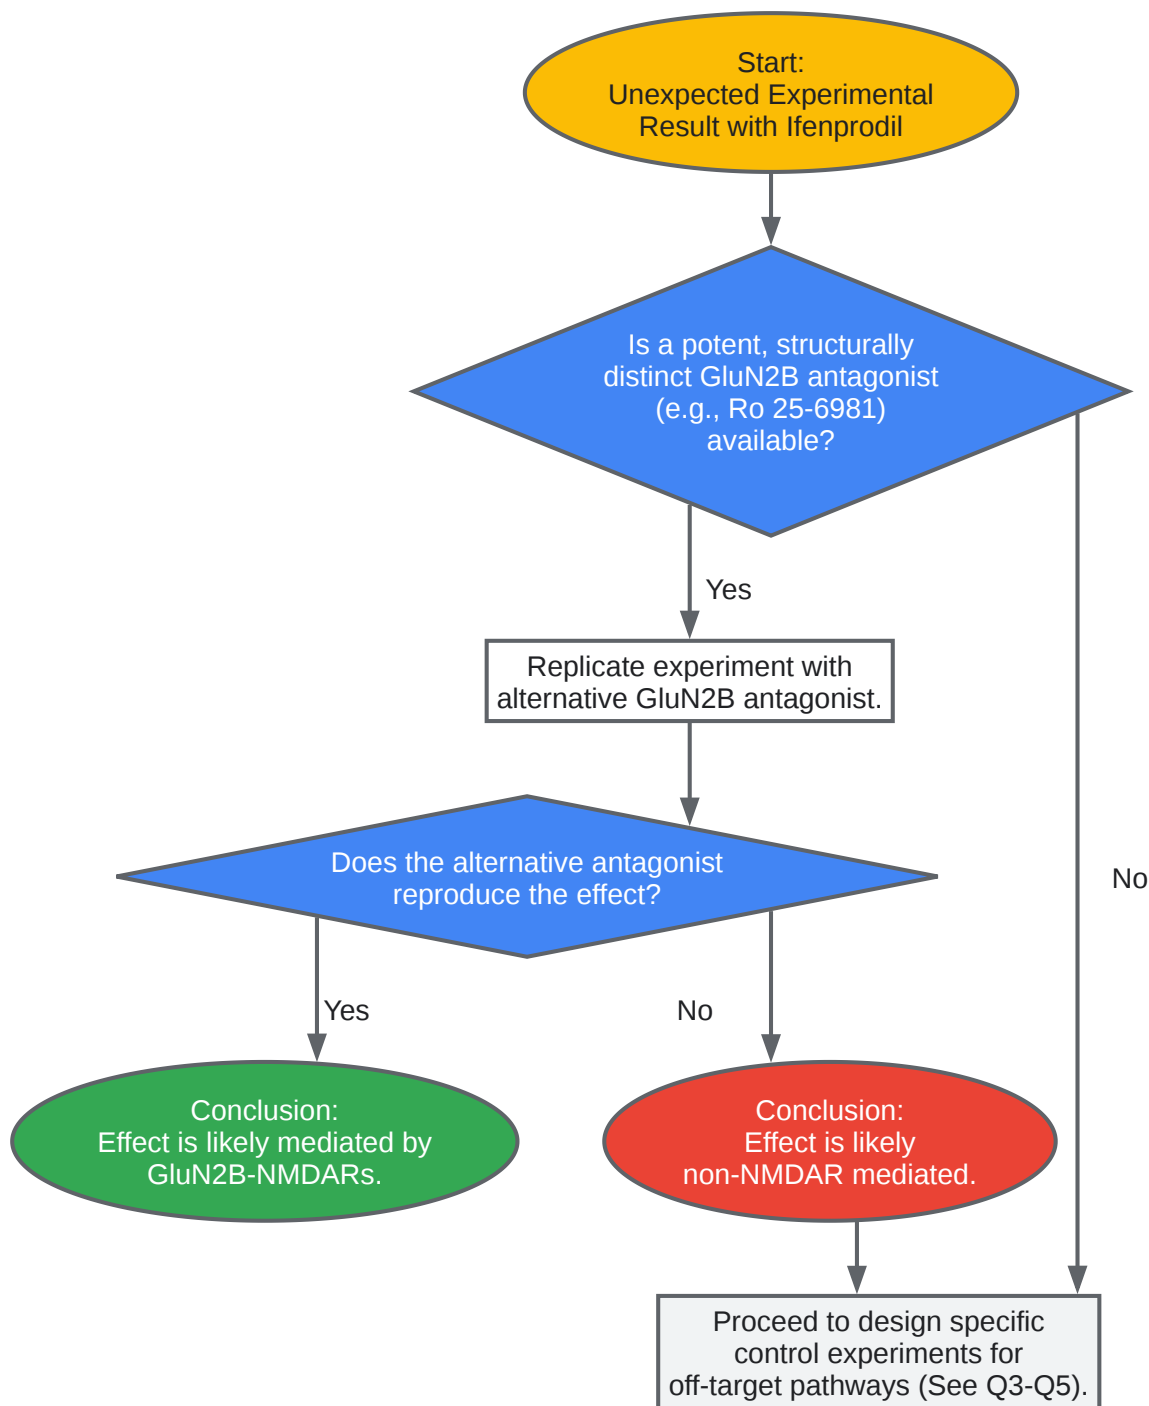 Start:
Unexpected Experimental
Result with Ifenprodil
Is a potent, structurally
distinct GluN2B antagonist
(e.g., Ro 25-6981)
available?
Yes
Replicate experiment with
alternative GluN2B antagonist.
Does the alternative antagonist
reproduce the effect?
No
Yes
No
Conclusion:
Effect is likely mediated by
GluN2B-NMDARs.
Conclusion:
Effect is likely
non-NMDAR mediated.
Proceed to design specific
control experiments for
off-target pathways (See Q3-Q5).